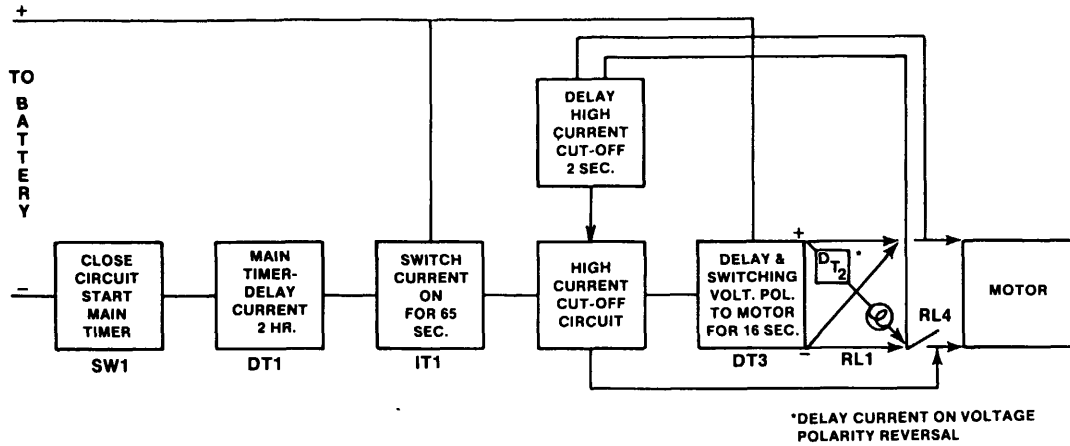 +
TO
BATTERY
−
DELAY
HIGH
CURRENT
CUT-OFF
2 SEC.
CLOSE
CIRCUIT
START
MAIN
TIMER
SW1
MAIN
TIMER-
DELAY
CURRENT
2 HR.
DT1
SWITCH
CURRENT
ON
FOR 65
SEC.
IT1
HIGH
CURRENT
CUT-OFF
CIRCUIT
DELAY &
SWITCHING
VOLT. POL.
TO MOTOR
FOR 16 SEC.
DT3
+
DT2
*
−
RL1
RL4
MOTOR
*DELAY CURRENT ON VOLTAGE
POLARITY REVERSAL